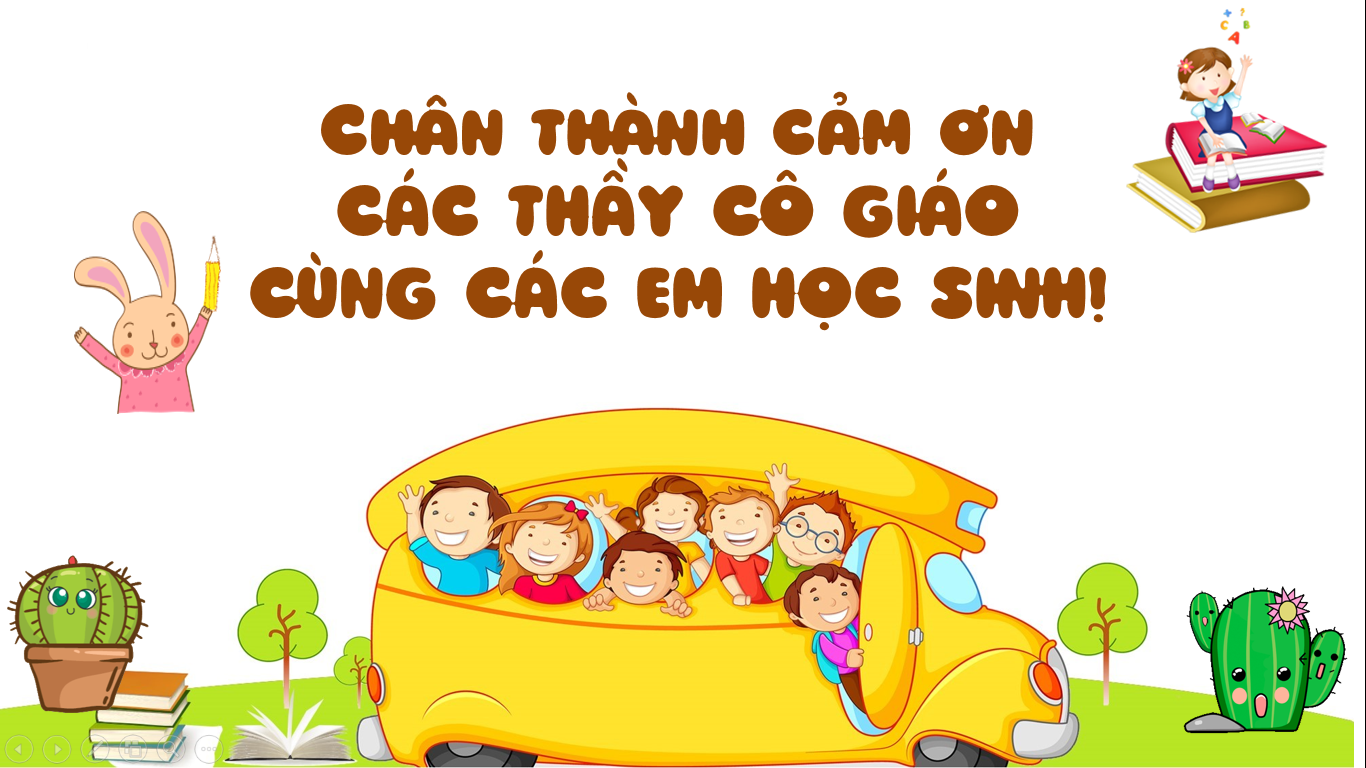 CHÂN THÀNH CẢM ƠN
CÁC THẦY CÔ GIÁO
CÙNG CÁC EM HỌC SINH!